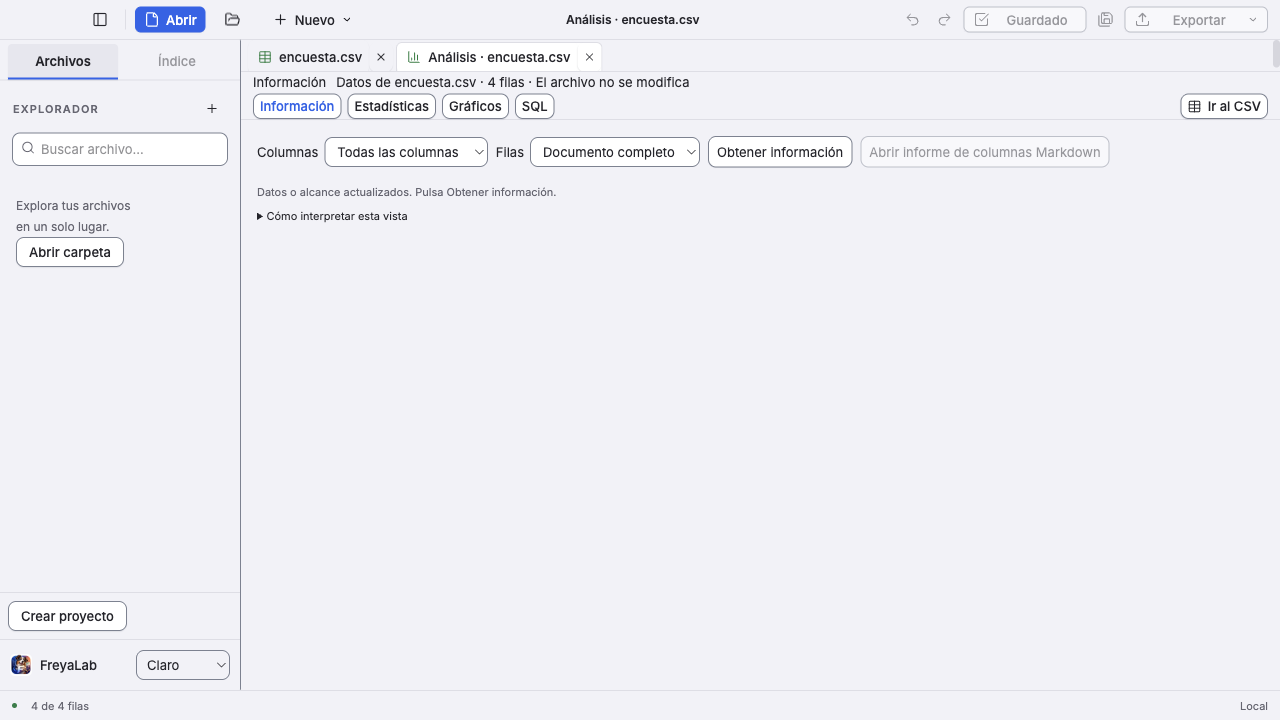 Abrir
Nuevo
Análisis · encuesta.csv
Guardado
Exportar
Archivos
Índice
encuesta.csv
Análisis · encuesta.csv
Información Datos de encuesta.csv · 4 filas · El archivo no se modifica
Información
Estadísticas
Gráficos
SQL
Ir al CSV
EXPLORADOR
Buscar archivo...
Columnas
Todas las columnas
Filas
Documento completo
Obtener información
Abrir informe de columnas Markdown
Datos o alcance actualizados. Pulsa Obtener información.
Cómo interpretar esta vista
Explora tus archivos
en un solo lugar.
Abrir carpeta
Crear proyecto
FreyaLab
Claro
4 de 4 filas
Local